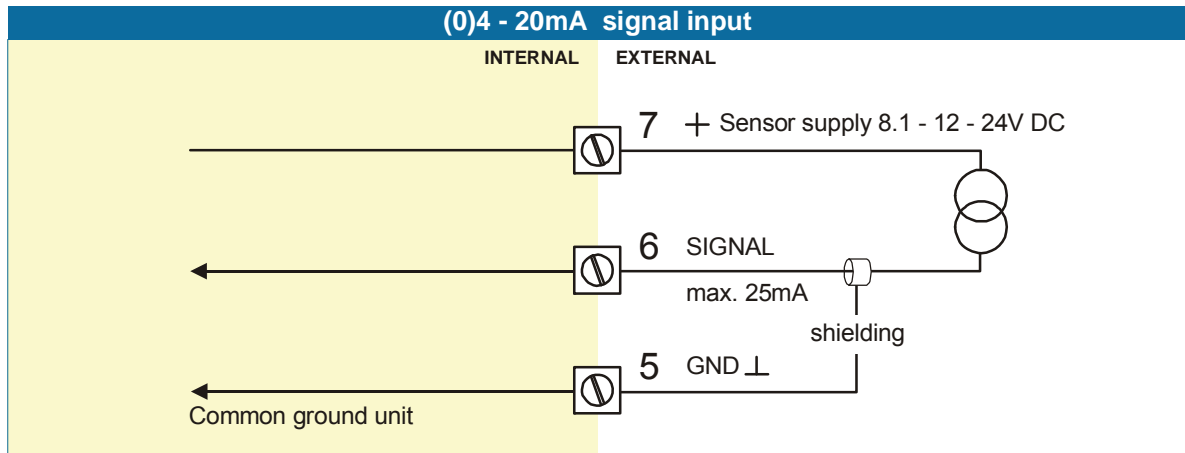 (0)4 - 20mA signal input
INTERNAL EXTERNAL
7 + Sensor supply 8.1 - 12 - 24V DC
6 SIGNAL
max. 25mA
shielding
5 GND ⊥
Common ground unit